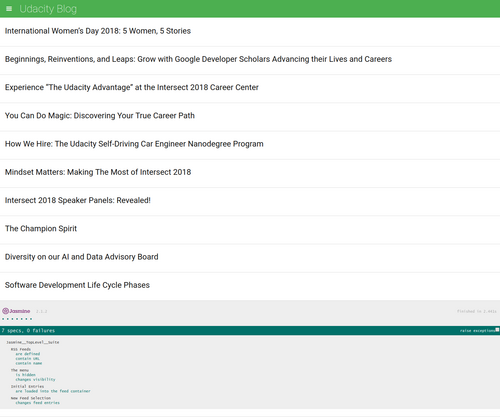 Udacity Blog
International Women's Day 2018: 5 Women, 5 Stories
Beginnings, Reinventions, and Leaps: Grow with Google Developer Scholars Advancing their Lives and Careers
Experience "The Udacity Advantage" at the Intersect 2018 Career Center
You Can Do Magic: Discovering Your True Career Path
How We Hire: The Udacity Self-Driving Car Engineer Nanodegree Program
Mindset Matters: Making The Most of Intersect 2018
Intersect 2018 Speaker Panels: Revealed!
The Champion Spirit
Diversity on our AI and Data Advisory Board
Software Development Life Cycle Phases
Jasmine
finished in
7 specs, 0 failures
raise exceptions
Jasmine__TopLevel__Suite
RSS Feeds
are defined
contain URL
contain name
The menu
is hidden
changes visibility
Initial Entries
are loaded into the feed container
New Feed Selection
changes feed entries